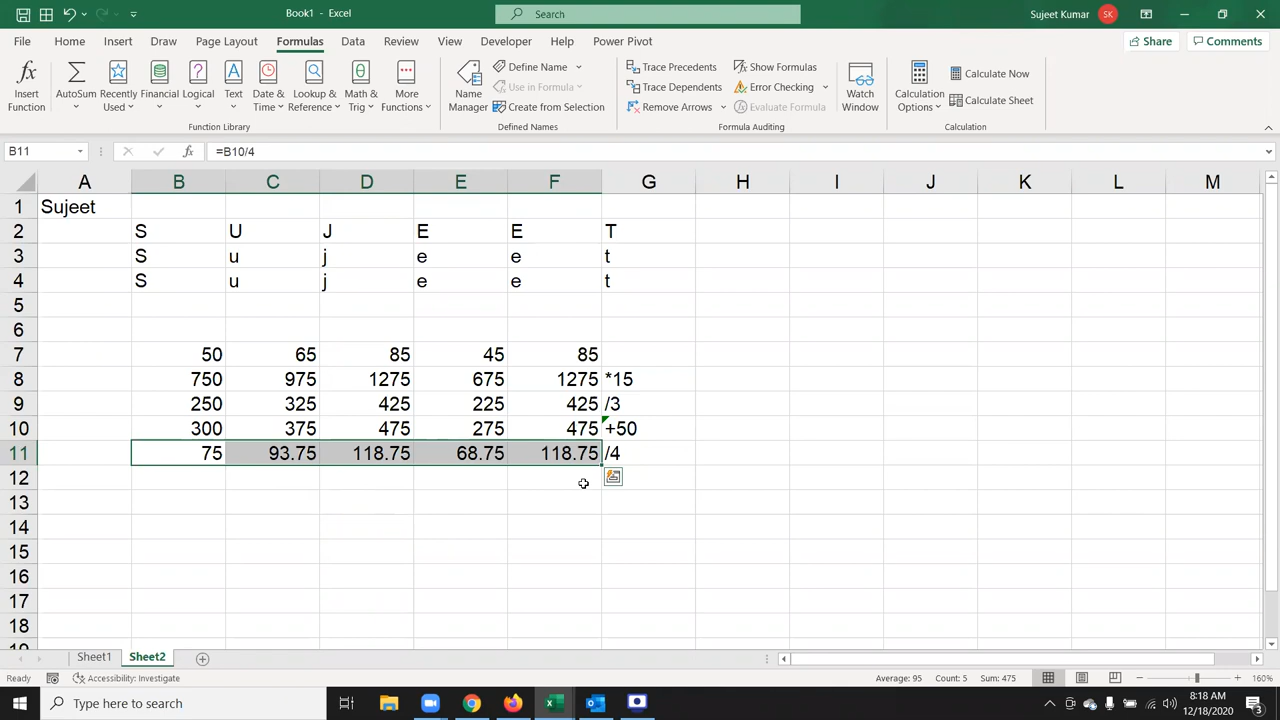 Book1 - Excel
Search
Sujeet Kumar
SK
File Home Insert Draw Page Layout Formulas Data Review View Developer Help Power Pivot
Share
Comments
Insert Function
AutoSum
Recently Used
Financial
Logical
Text
Date & Time
Lookup & Reference
Math & Trig
More Functions
Function Library
Name Manager
Define Name
Use in Formula
Create from Selection
Defined Names
Trace Precedents
Trace Dependents
Remove Arrows
Show Formulas
Error Checking
Evaluate Formula
Formula Auditing
Watch Window
Calculation Options
Calculate Now
Calculate Sheet
Calculation
B11
fx
=B10/4
A B C D E F G H I J K L M
1 Sujeet
2 S U J E E T
3 S u j e e t
4 S u j e e t
5
6
7 50 65 85 45 85
8 750 975 1275 675 1275 *15
9 250 325 425 225 425 /3
10 300 375 475 275 475 +50
11 75 93.75 118.75 68.75 118.75 /4
12
13
14
15
16
17
18
19
Sheet1 Sheet2
Ready
Accessibility: Investigate
Average: 95 Count: 5 Sum: 475
160%
Type here to search
8:18 AM
12/18/2020
3